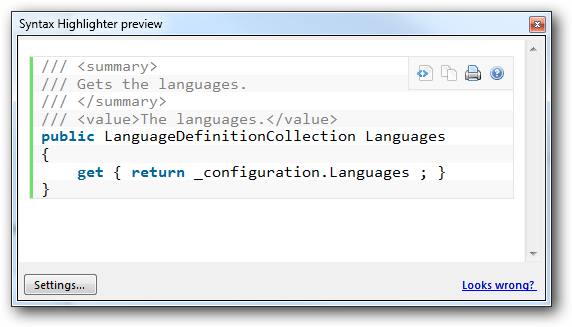 Syntax Highlighter preview
/// <summary>
/// Gets the languages.
/// </summary>
/// <value>The languages.</value>
public LanguageDefinitionCollection Languages
{
    get { return _configuration.Languages ; }
}
Settings...
Looks wrong?